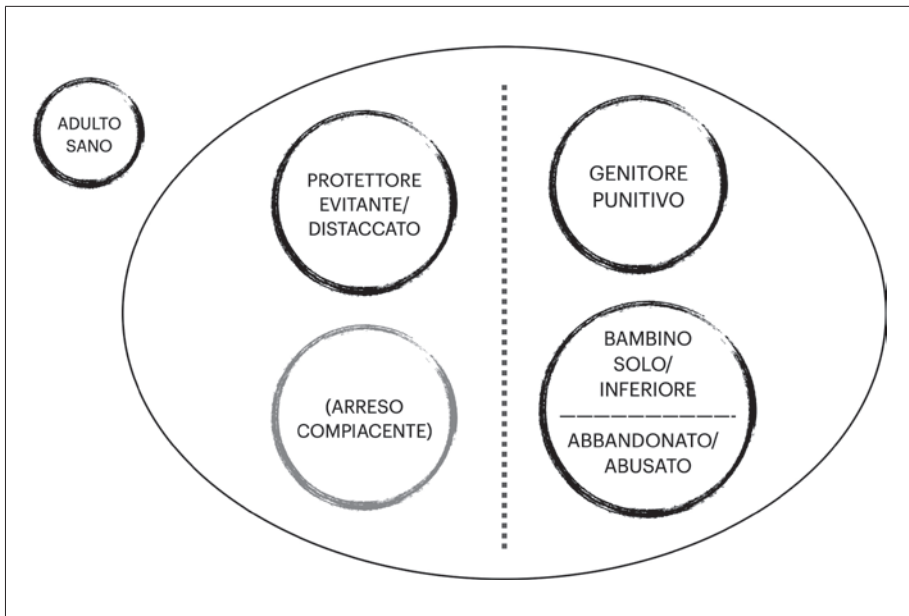 ADULTO
SANO
PROTETTORE
EVITANTE/
DISTACCATO
GENITORE
PUNITIVO
(ARRESO
COMPIACENTE)
BAMBINO
SOLO/
INFERIORE
ABBANDONATO/
ABUSATO